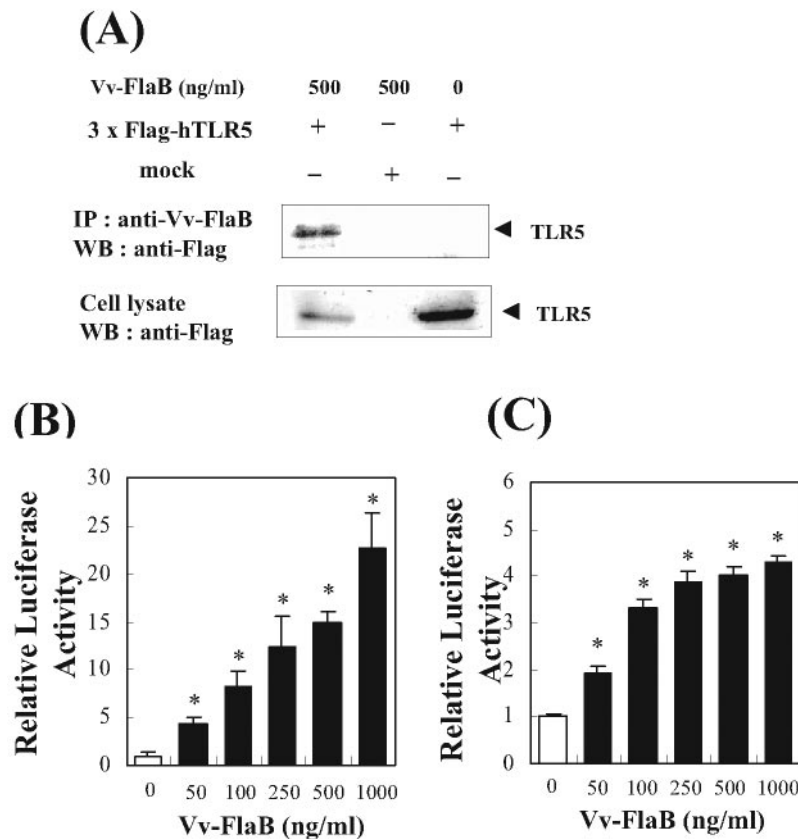 (A)
Vv-FlaB (ng/ml) 500 500 0
3 x Flag-hTLR5 + − +
mock − + −
IP : anti-Vv-FlaB
WB : anti-Flag
TLR5
Cell lysate
WB : anti-Flag
TLR5
(B)
Relative Luciferase
Activity
30
25
20
15
10
5
0
* * * * *
0 50 100 250 500 1000
Vv-FlaB (ng/ml)
(C)
Relative Luciferase
Activity
6
5
4
3
2
1
0
* * * * *
0 50 100 250 500 1000
Vv-FlaB (ng/ml)